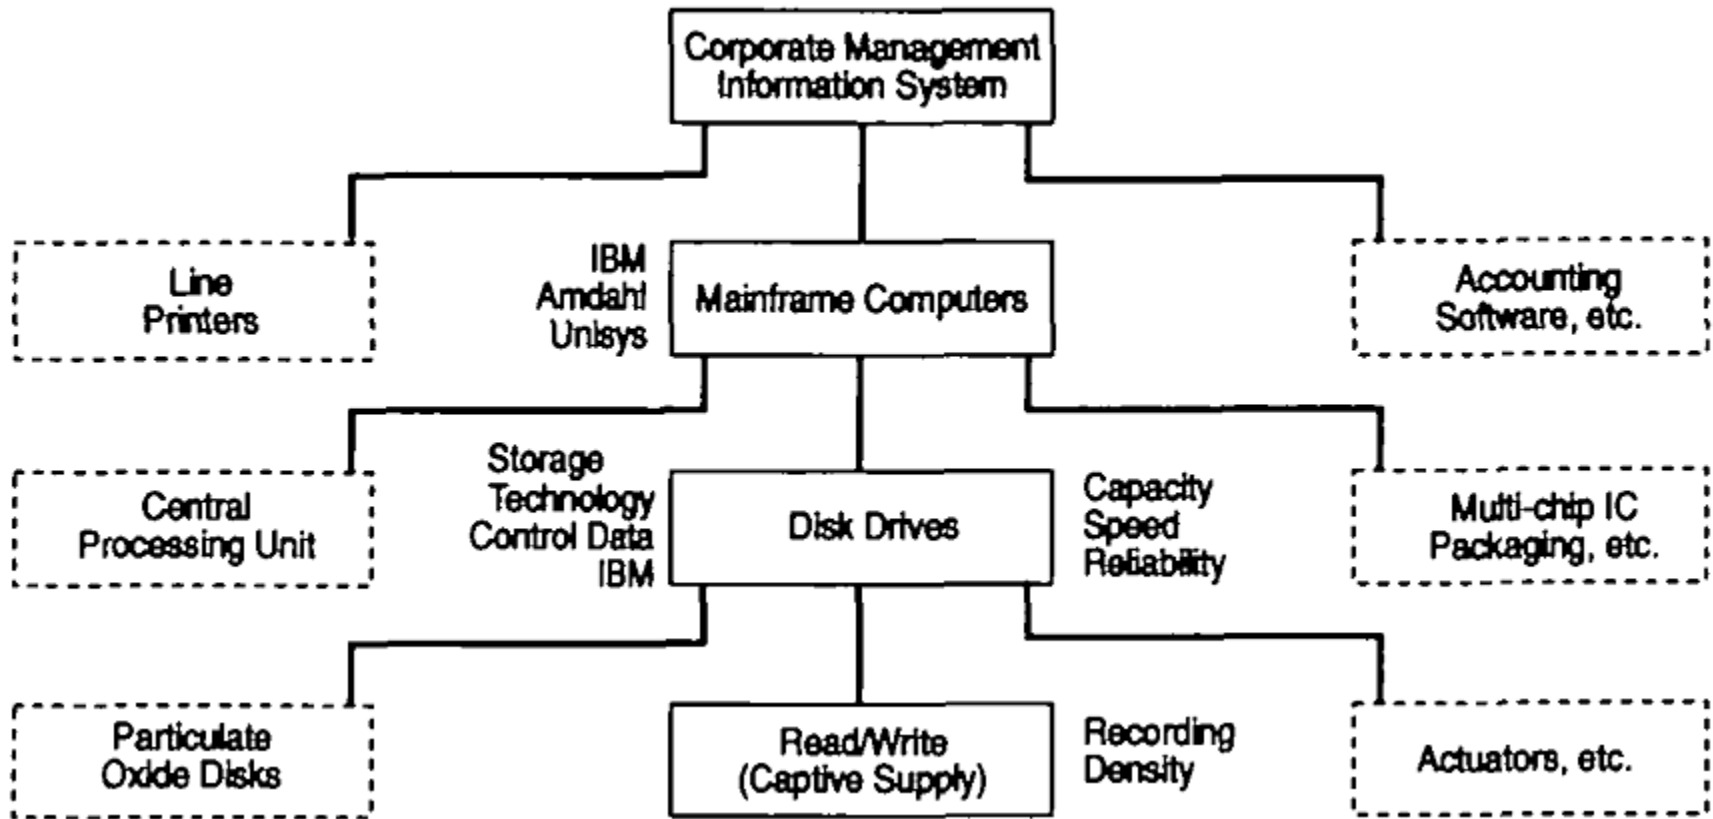 Corporate Management
Information System
Line
Printers
IBM
Amdahl
Unisys
Mainframe Computers
Accounting
Software, etc.
Central
Processing Unit
Storage
Technology
Control Data
IBM
Disk Drives
Capacity
Speed
Reliability
Multi-chip IC
Packaging, etc.
Particulate
Oxide Disks
Read/Write
(Captive Supply)
Recording
Density
Actuators, etc.